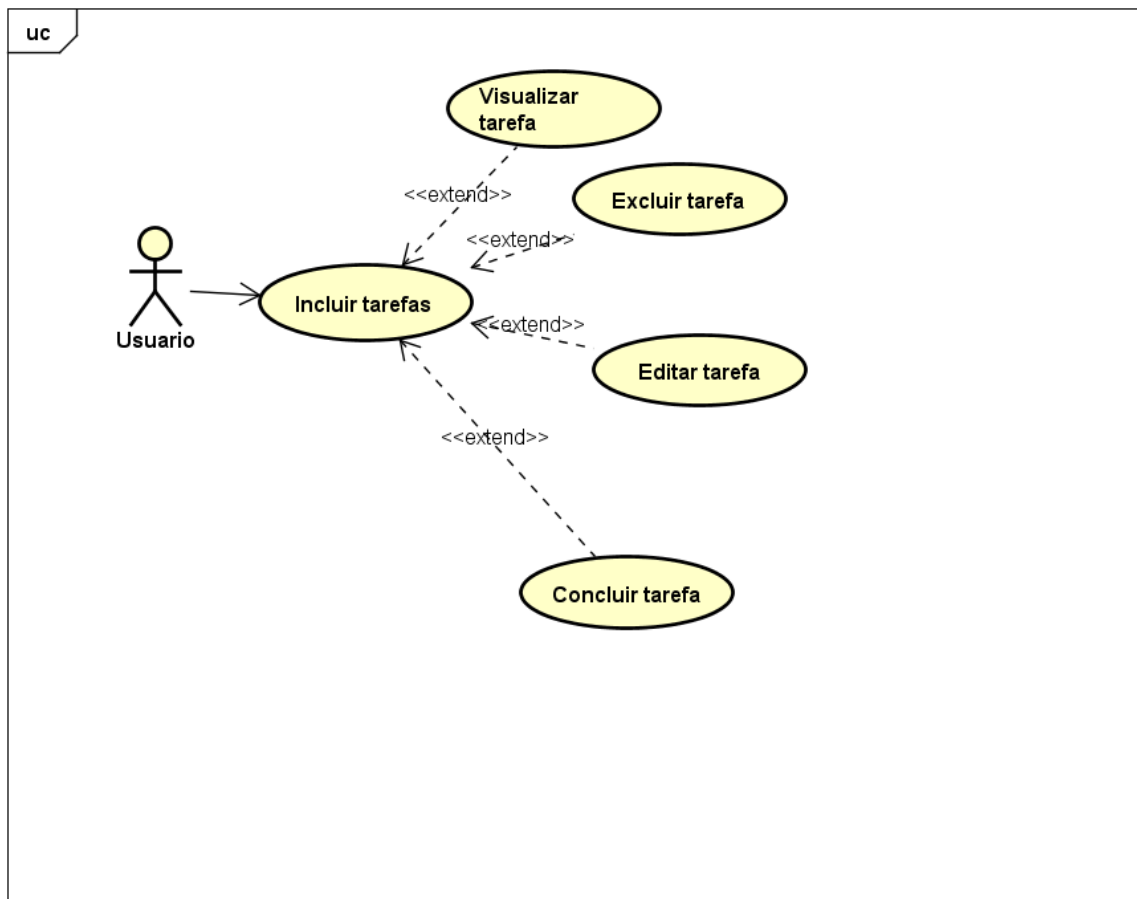 uc
Visualizar
tarefa
<<extend>>
Excluir tarefa
<<extend>>
Incluir tarefas
<<extend>>
Usuario
Editar tarefa
<<extend>>
Concluir tarefa